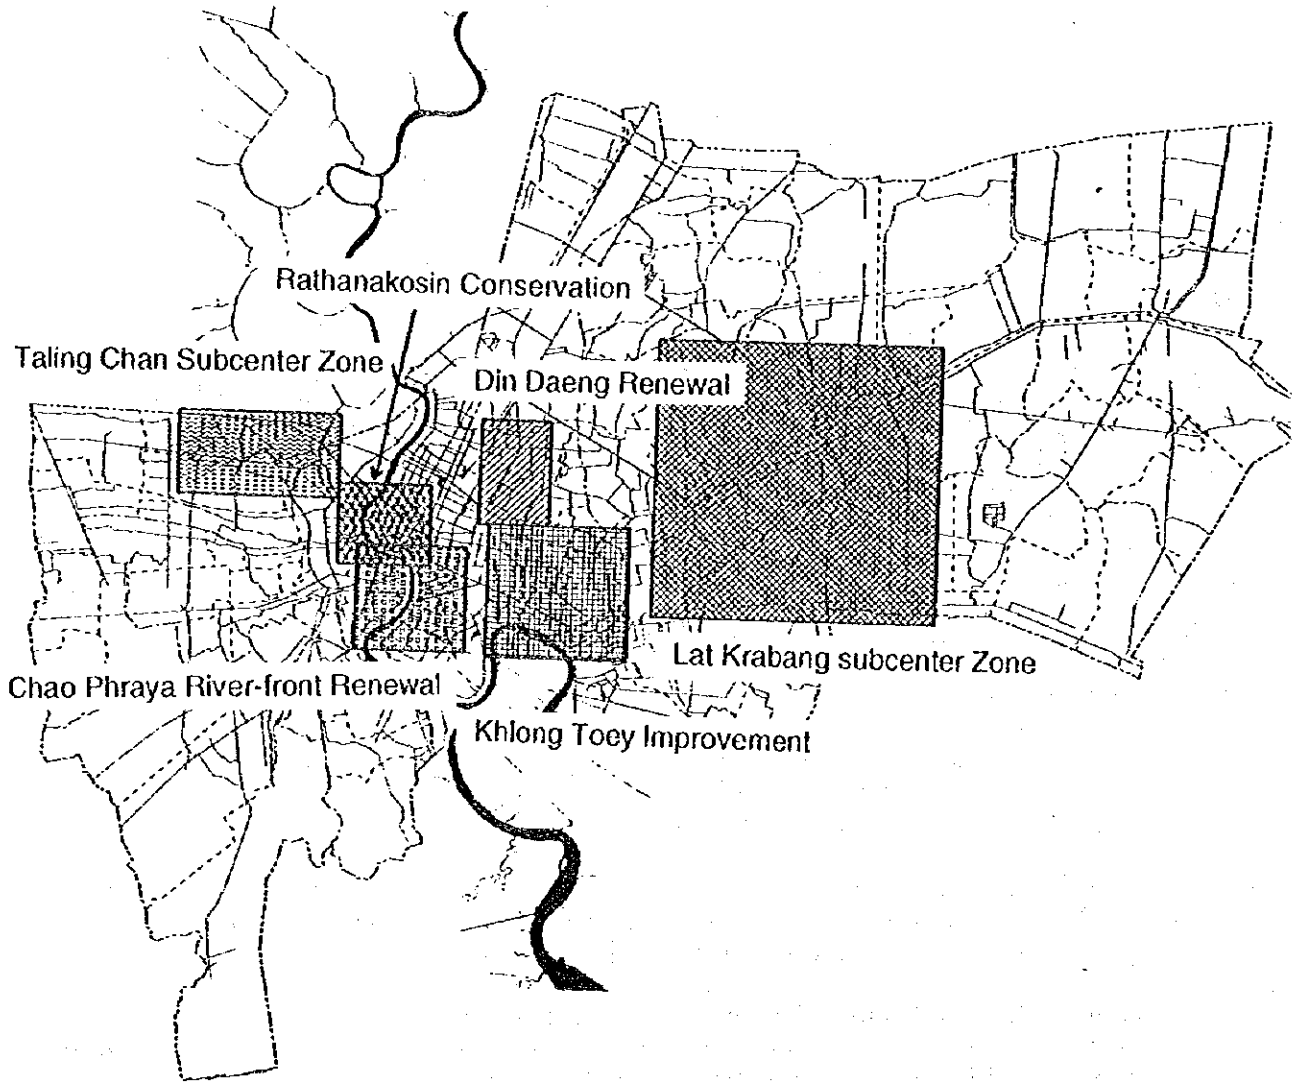 Rathanakosin Conservation
Taling Chan Subcenter Zone
Din Daeng Renewal
Lat Krabang subcenter Zone
Chao Phraya River-front Renewal
Khlong Toey Improvement